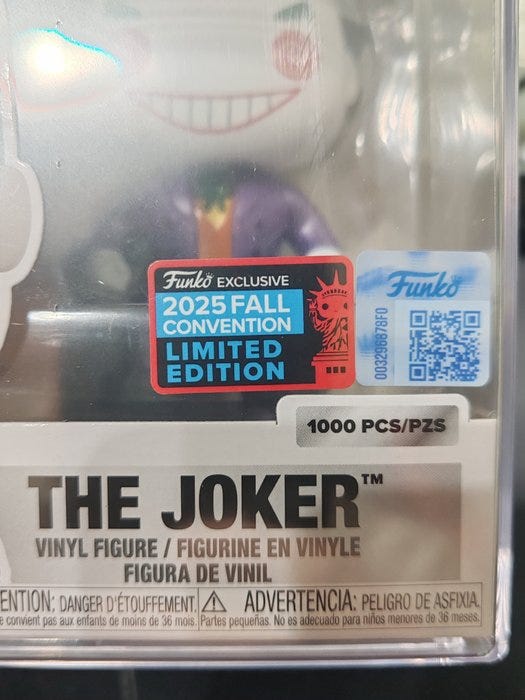 Funko EXCLUSIVE
2025 FALL
CONVENTION
LIMITED
EDITION
Funko
003296878F0
1000 PCS/PZS
THE JOKER™
VINYL FIGURE / FIGURINE EN VINYLE
FIGURA DE VINIL
ENTION: DANGER D'ÉTOUFFEMENT. ADVERTENCIA: PELIGRO DE ASFIXIA.
e convient pas aux enfants de moins de 36 mois. Partes pequeñas. No es adecuado para niños menores de 36 meses.